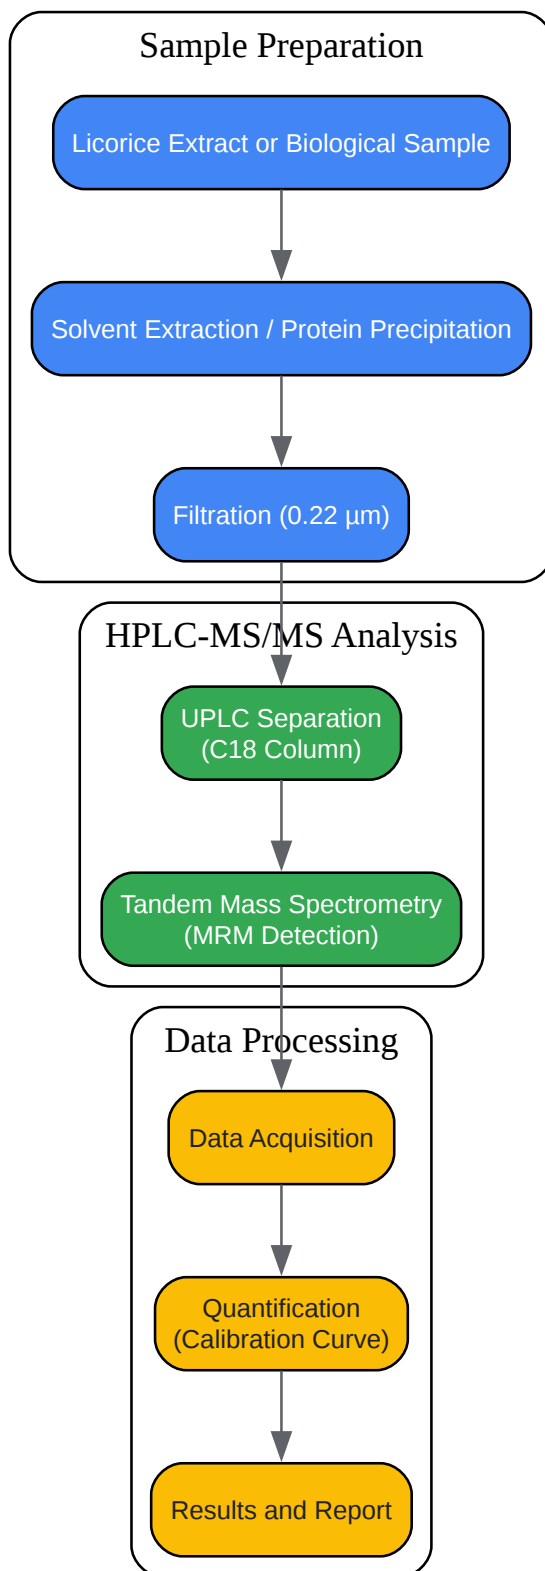 Sample Preparation
Licorice Extract or Biological Sample
Solvent Extraction / Protein Precipitation
Filtration (0.22 µm)
HPLC-MS/MS Analysis
UPLC Separation
(C18 Column)
Tandem Mass Spectrometry
(MRM Detection)
Data Processing
Data Acquisition
Quantification
(Calibration Curve)
Results and Report